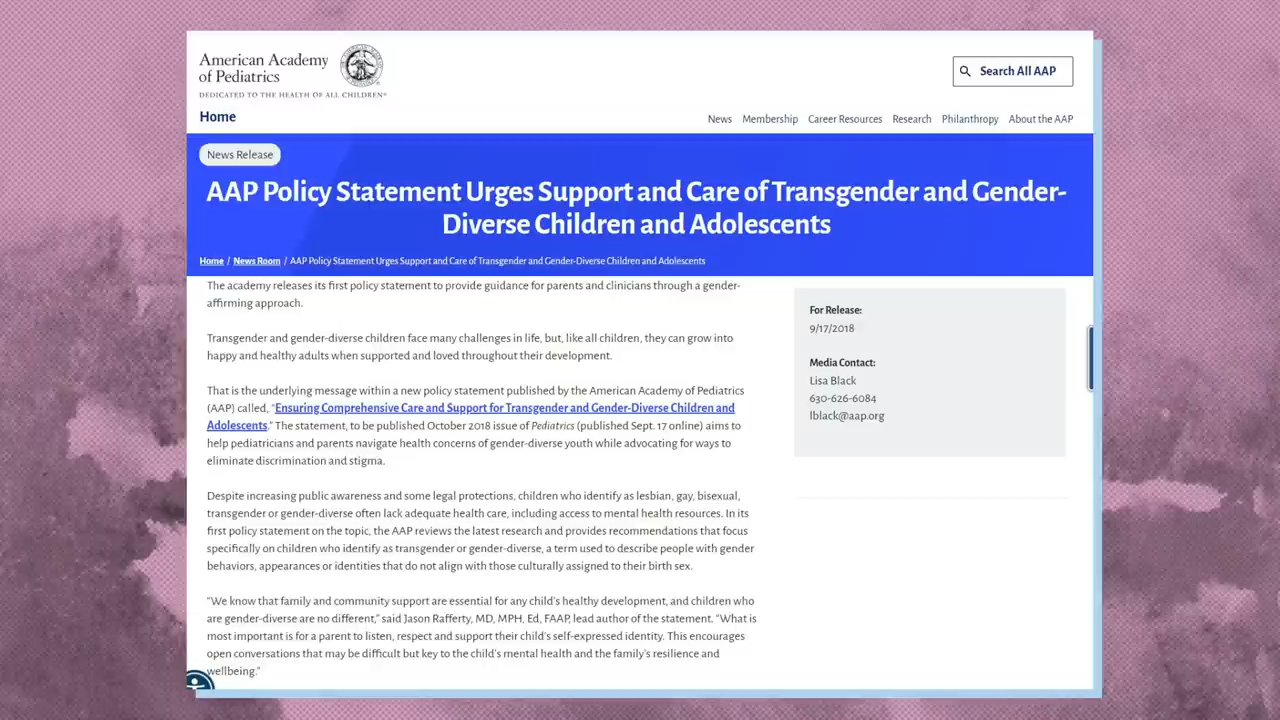 American Academy
of Pediatrics
DEDICATED TO THE HEALTH OF ALL CHILDREN®
Search All AAP
Home
News Membership Career Resources Research Philanthropy About the AAP
News Release
AAP Policy Statement Urges Support and Care of Transgender and Gender-
Diverse Children and Adolescents
Home / News Room / AAP Policy Statement Urges Support and Care of Transgender and Gender-Diverse Children and Adolescents
The academy releases its first policy statement to provide guidance for parents and clinicians through a gender-
affirming approach.
Transgender and gender-diverse children face many challenges in life, but, like all children, they can grow into
happy and healthy adults when supported and loved throughout their development.
That is the underlying message within a new policy statement published by the American Academy of Pediatrics
(AAP) called, “Ensuring Comprehensive Care and Support for Transgender and Gender-Diverse Children and
Adolescents.” The statement, to be published October 2018 issue of Pediatrics (published Sept. 17 online) aims to
help pediatricians and parents navigate health concerns of gender-diverse youth while advocating for ways to
eliminate discrimination and stigma.
Despite increasing public awareness and some legal protections, children who identify as lesbian, gay, bisexual,
transgender or gender-diverse often lack adequate health care, including access to mental health resources. In its
first policy statement on the topic, the AAP reviews the latest research and provides recommendations that focus
specifically on children who identify as transgender or gender-diverse, a term used to describe people with gender
behaviors, appearances or identities that do not align with those culturally assigned to their birth sex.
“We know that family and community support are essential for any child’s healthy development, and children who
are gender-diverse are no different,” said Jason Rafferty, MD, MPH, Ed, FAAP, lead author of the statement. “What is
most important is for a parent to listen, respect and support their child’s self-expressed identity. This encourages
open conversations that may be difficult but key to the child’s mental health and the family’s resilience and
wellbeing.”
For Release:
9/17/2018
Media Contact:
Lisa Black
630-626-6084
lblack@aap.org